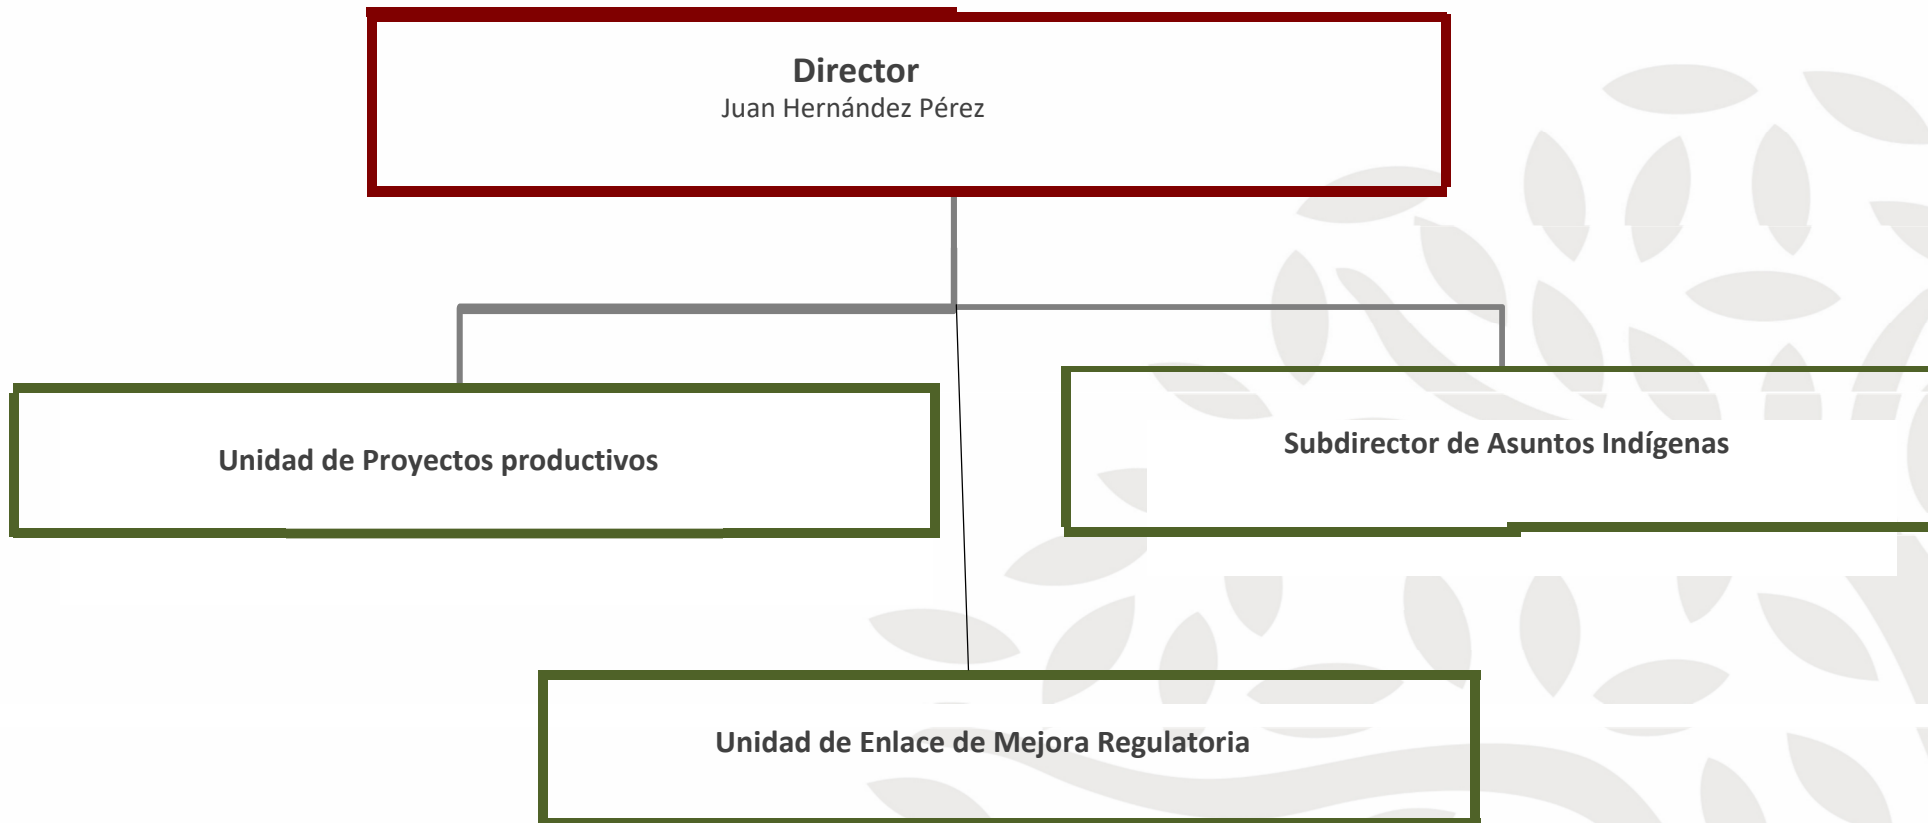 Director
Juan Hernández Pérez
Unidad de Proyectos productivos
Subdirector de Asuntos Indígenas
Unidad de Enlace de Mejora Regulatoria